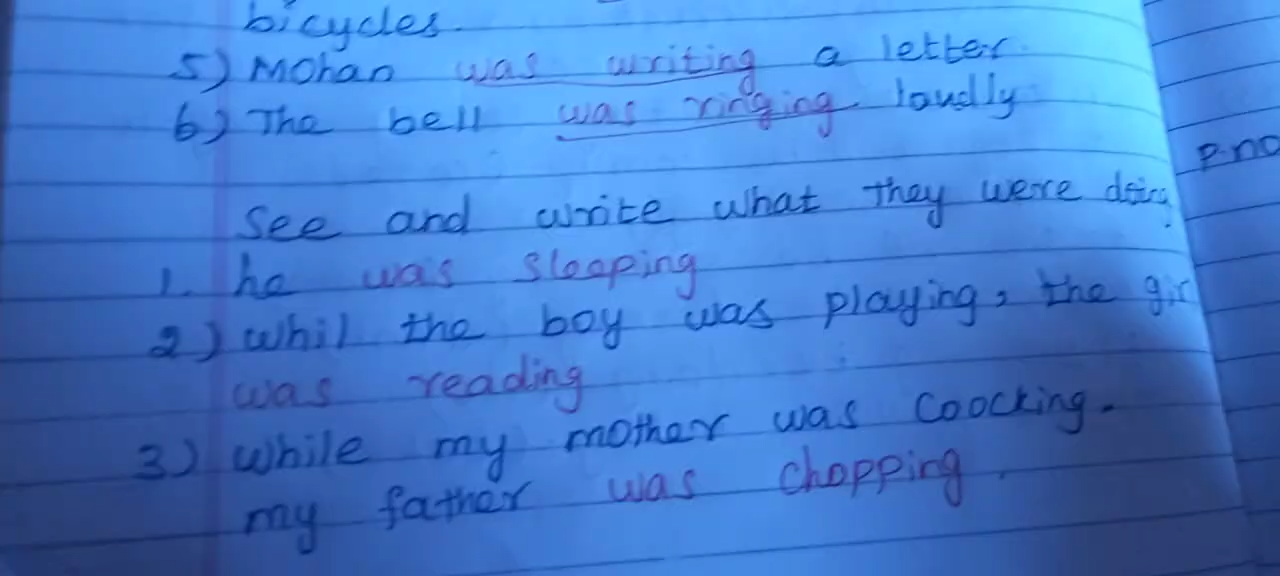 bicycles.
5) Mohan was writing a letter.
6) The bell was ringing loudly
P.no
See and write what they were doing
1. he was sleeping
2) whil the boy was playing, the gir
was reading
3) while my mother was coocking.
my father was chopping.